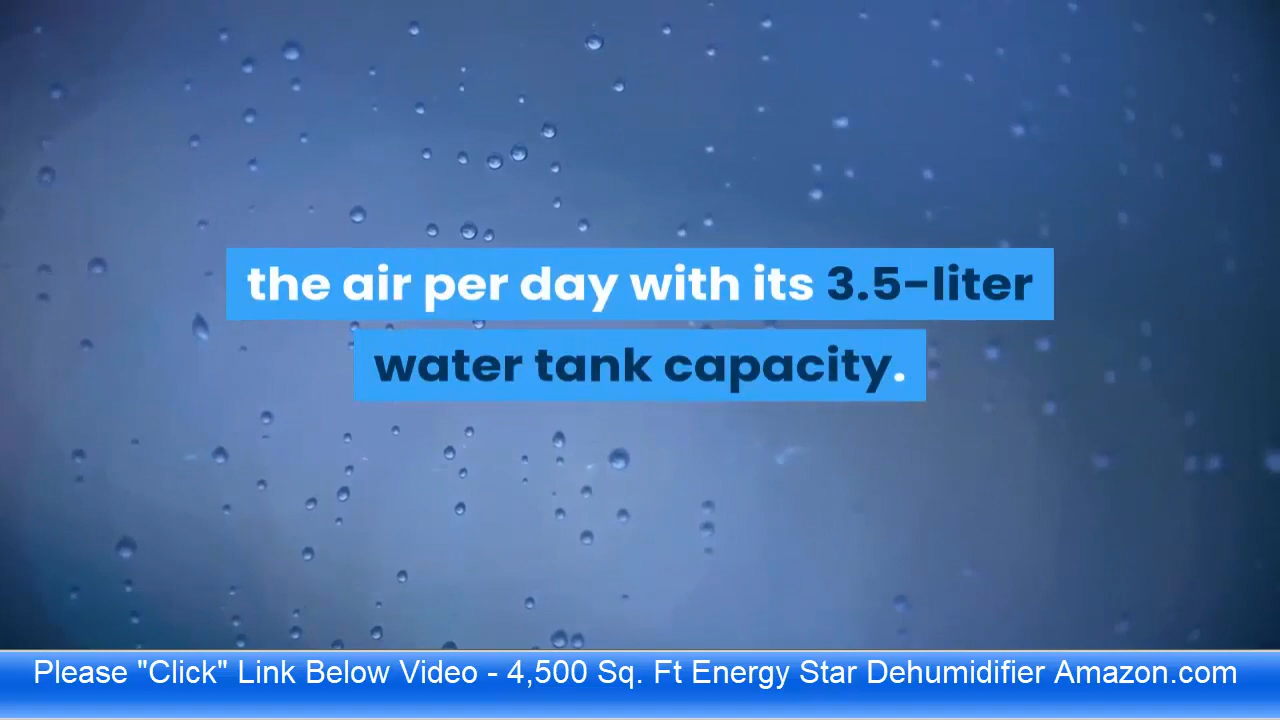 the air per day with its 3.5-liter
water tank capacity.
Please "Click" Link Below Video - 4,500 Sq. Ft Energy Star Dehumidifier Amazon.com